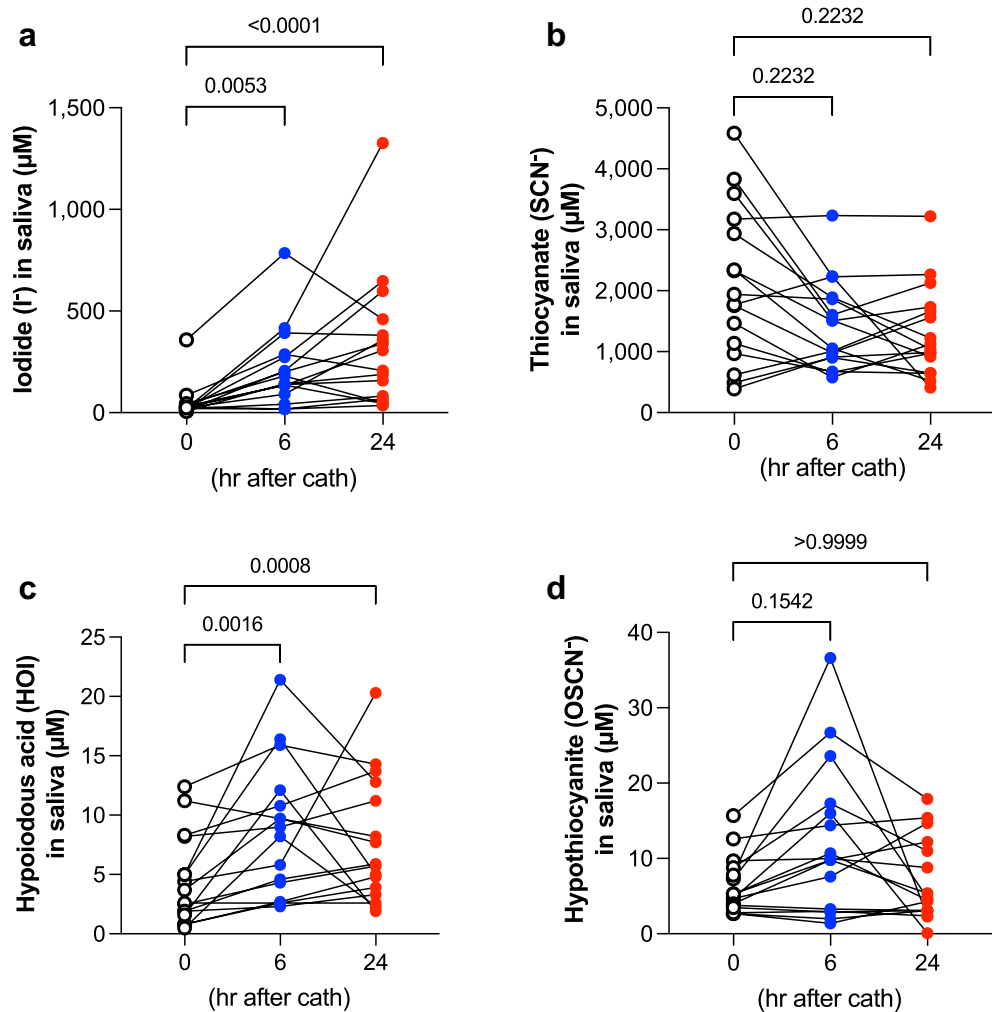 a
<0.0001
0.0053
1,500
1,000
500
0
Iodide (I-) in saliva (µM)
0 6 24
(hr after cath)
b
0.2232
0.2232
5,000
4,000
3,000
2,000
1,000
0
Thiocyanate (SCN-)
in saliva (µM)
0 6 24
(hr after cath)
c
0.0008
0.0016
25
20
15
10
5
0
Hypoiodous acid (HOI)
in saliva (µM)
0 6 24
(hr after cath)
d
>0.9999
0.1542
40
30
20
10
0
Hypothiocyanite (OSCN-)
in saliva (µM)
0 6 24
(hr after cath)